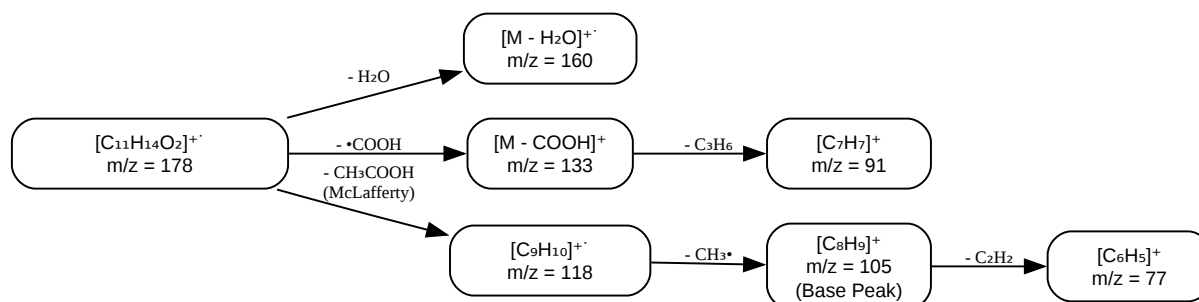 [M - H₂O]⁺˙
m/z = 160
- H₂O
[C₁₁H₁₄O₂]⁺˙
m/z = 178
- •COOH
[M - COOH]⁺
m/z = 133
- C₃H₆
[C₇H₇]⁺
m/z = 91
- CH₃COOH
(McLafferty)
[C₉H₁₀]⁺˙
m/z = 118
- CH₃•
[C₈H₉]⁺
m/z = 105
(Base Peak)
- C₂H₂
[C₆H₅]⁺
m/z = 77